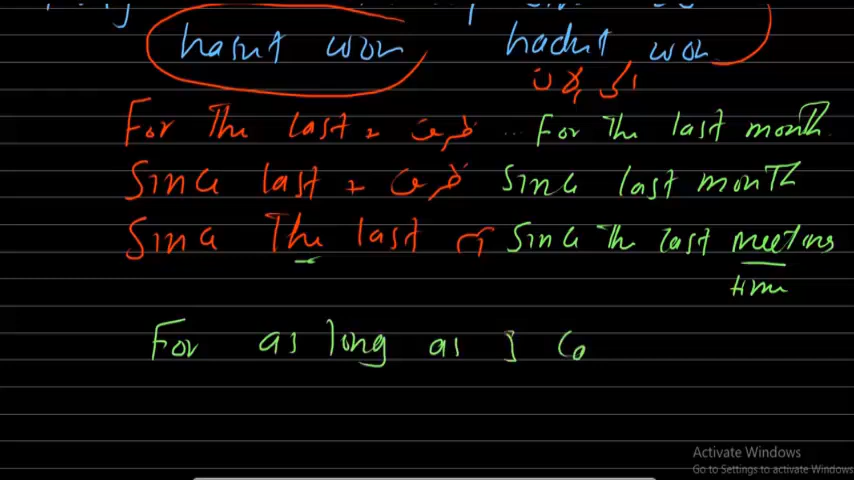 hasn't won hadn't won
For The last + ظرف .. For The last month
Since last + ظرف Since last month
Since The last Since The last meeting
time
For as long as I Co
Activate Windows
Go to Settings to activate Windows